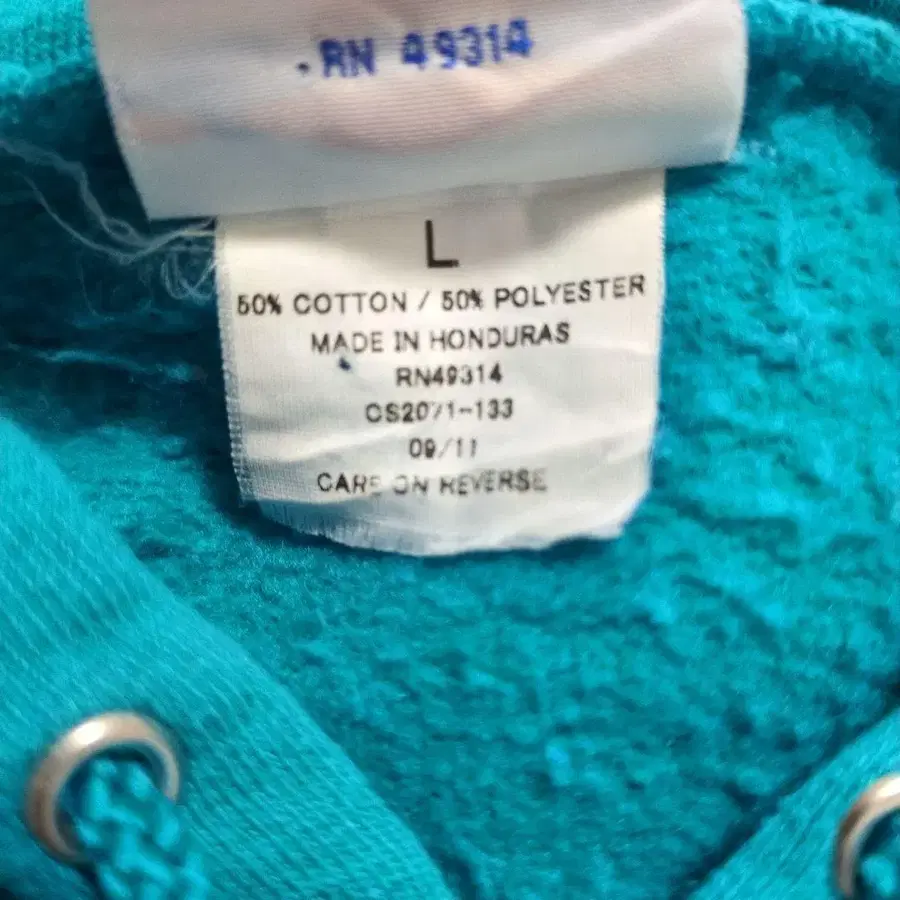 RN 49314
L
50% COTTON / 50% POLYESTER
MADE IN HONDURAS
RN49314
CS2071-133
09/11
CARE ON REVERSE